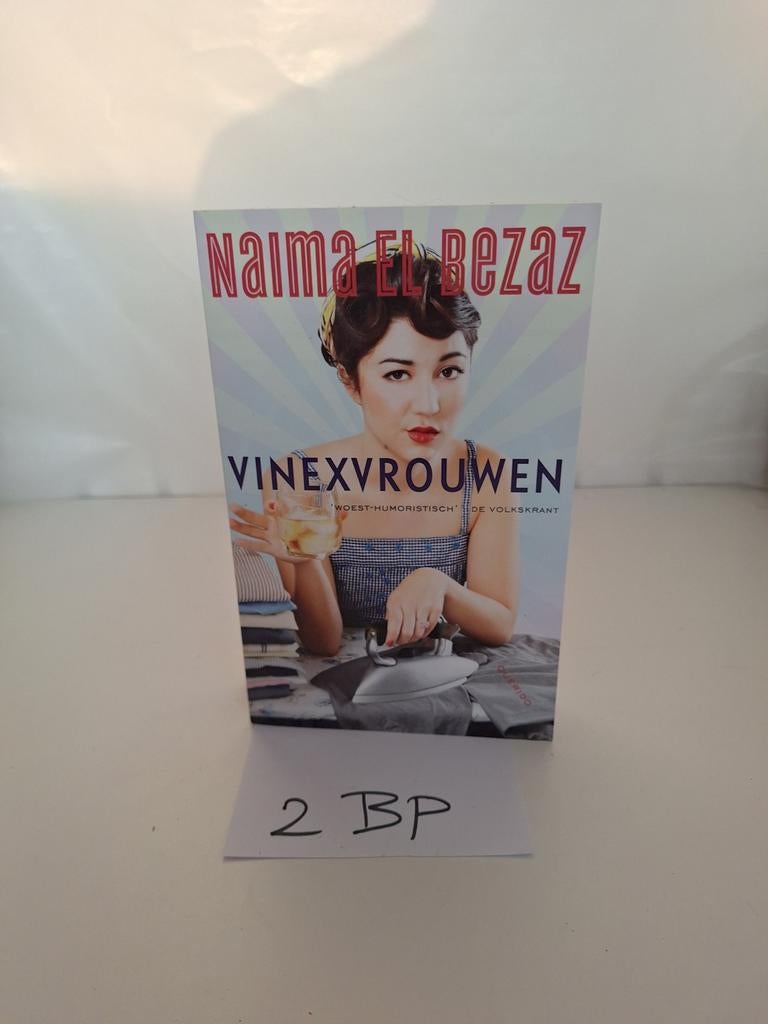 Naima El Bezaz
VINEXVROUWEN
'WOEST-HUMORISTISCH' DE VOLKSKRANT
QUERIDO
2 BP